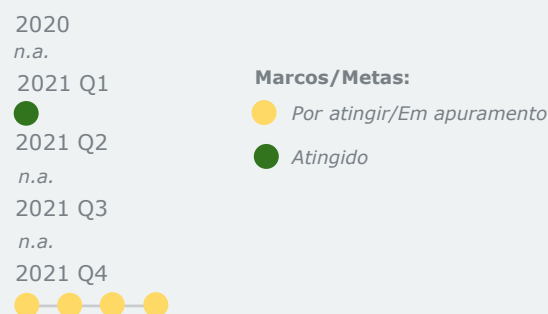 2020
n.a.
2021 Q1
2021 Q2
n.a.
2021 Q3
n.a.
2021 Q4
Marcos/Metas:
Por atingir/Em apuramento
Atingido